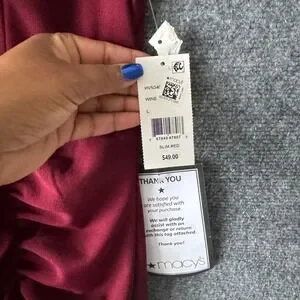 ★macy's
WINE
L
SLIM RED
$49.00
THANK YOU
★
We hope you
are satisfied with
your purchase.
We will gladly
assist with an
exchange or return
with this tag attached.
Thank you!
★macy's